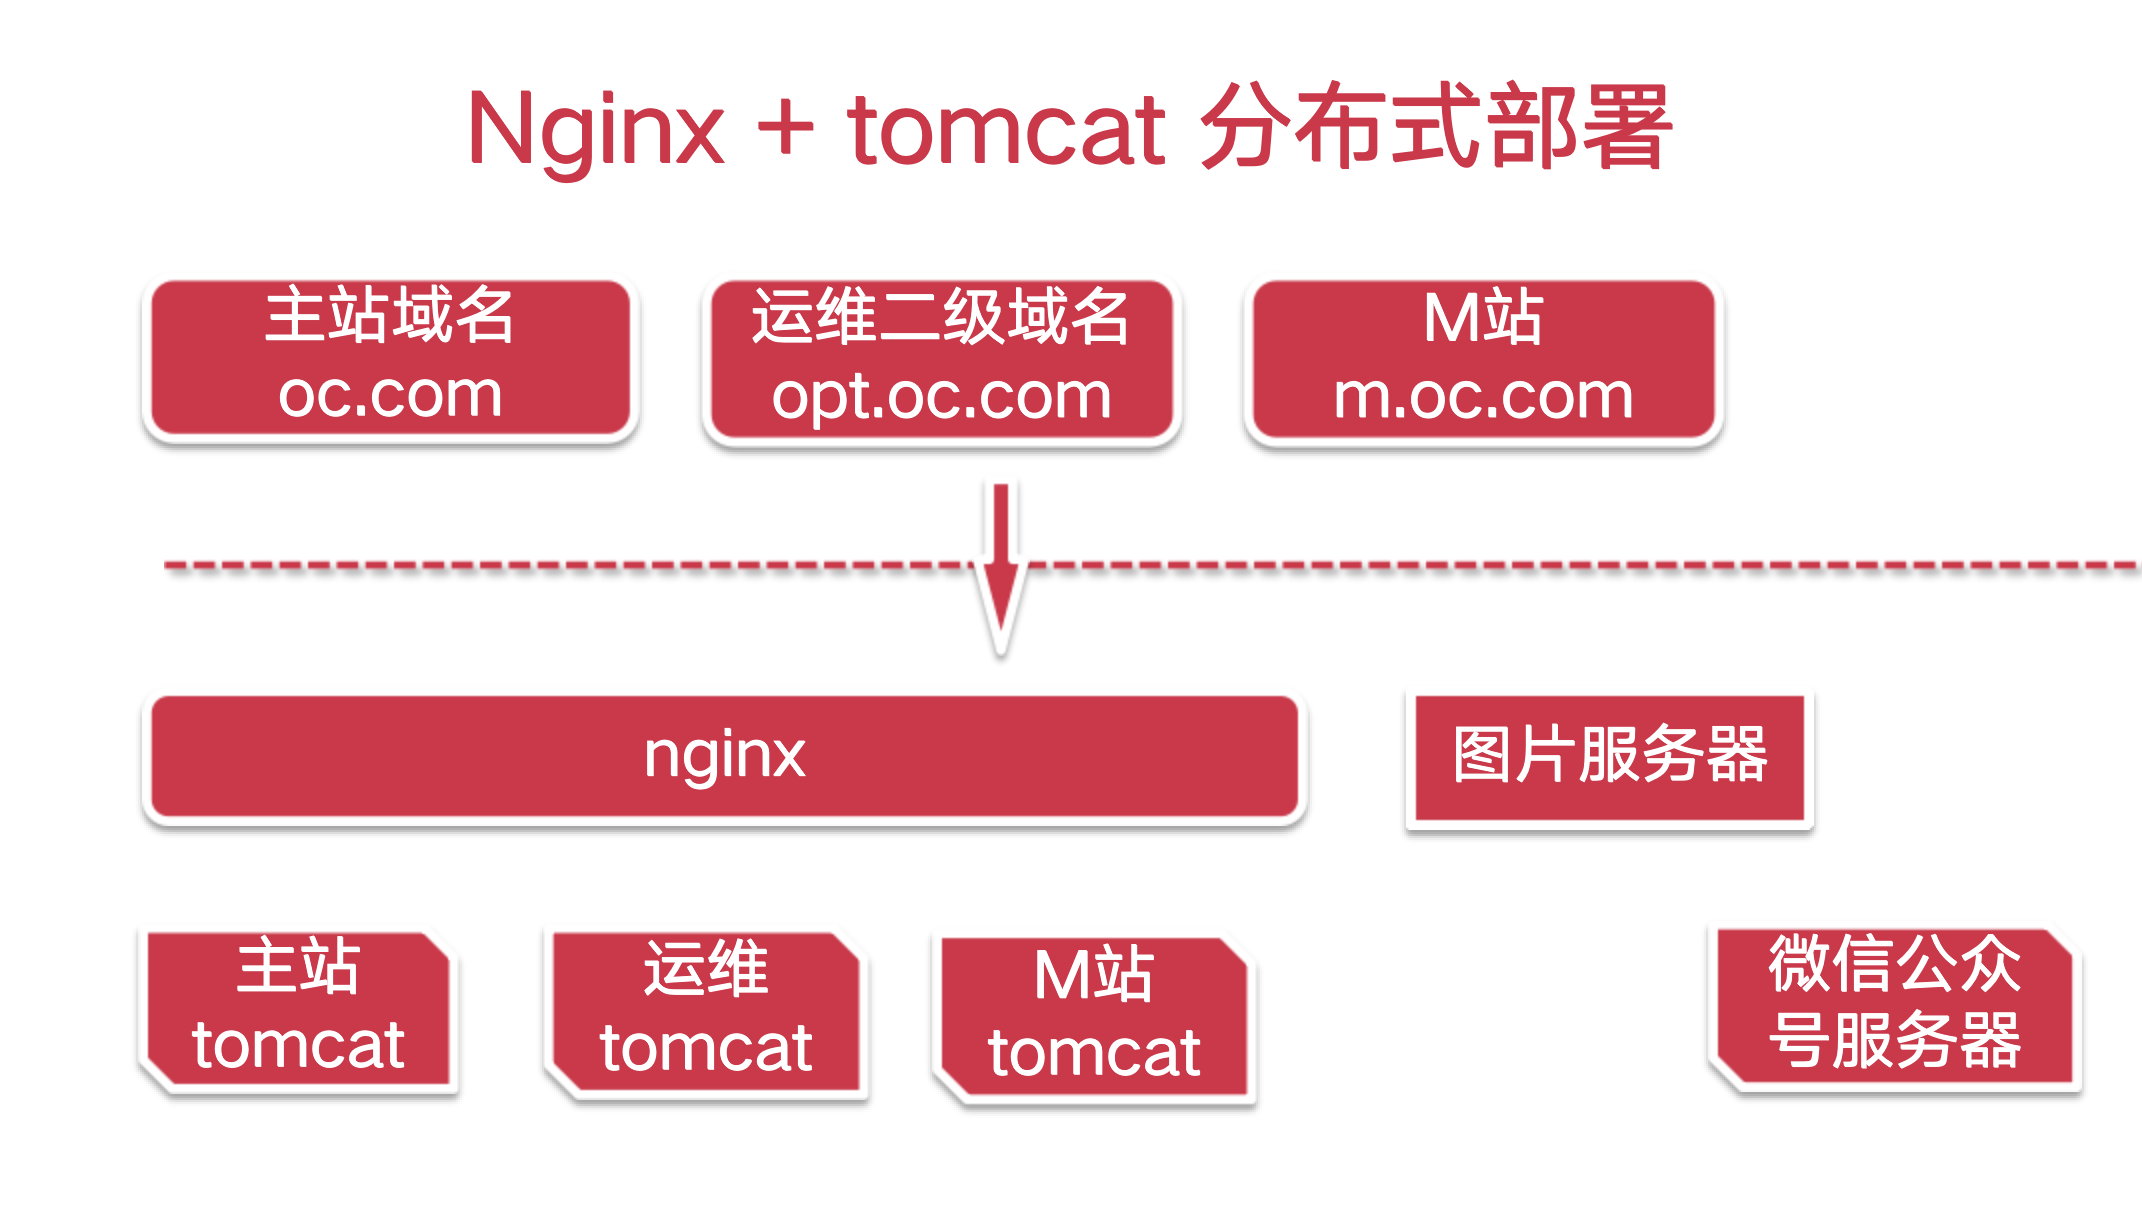 Nginx + tomcat 分布式部署
主站域名
oc.com
运维二级域名
opt.oc.com
M站
m.oc.com
nginx
图片服务器
主站
tomcat
运维
tomcat
M站
tomcat
微信公众
号服务器